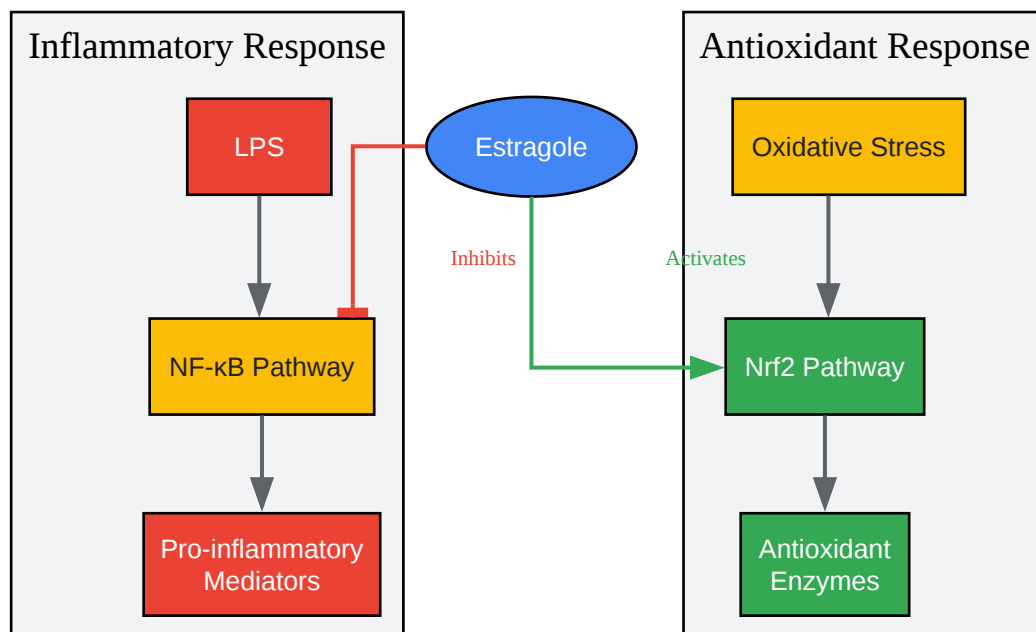 Inflammatory Response
Antioxidant Response
LPS
Estragole
Oxidative Stress
Inhibits
Activates
NF-κB Pathway
Nrf2 Pathway
Pro-inflammatory
Mediators
Antioxidant
Enzymes